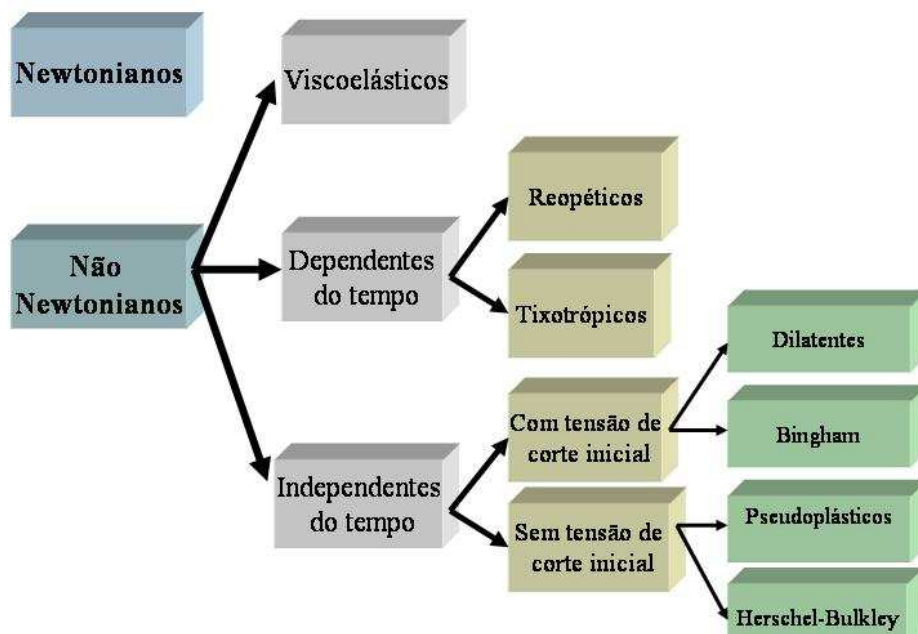 Newtonianos
Não
Newtonianos
Viscoelásticos
Dependentes
do tempo
Independentes
do tempo
Reopéticos
Tixotrópicos
Com tensão de
corte inicial
Sem tensão de
corte inicial
Dilatentes
Bingham
Pseudoplásticos
Herschel-Bulkley